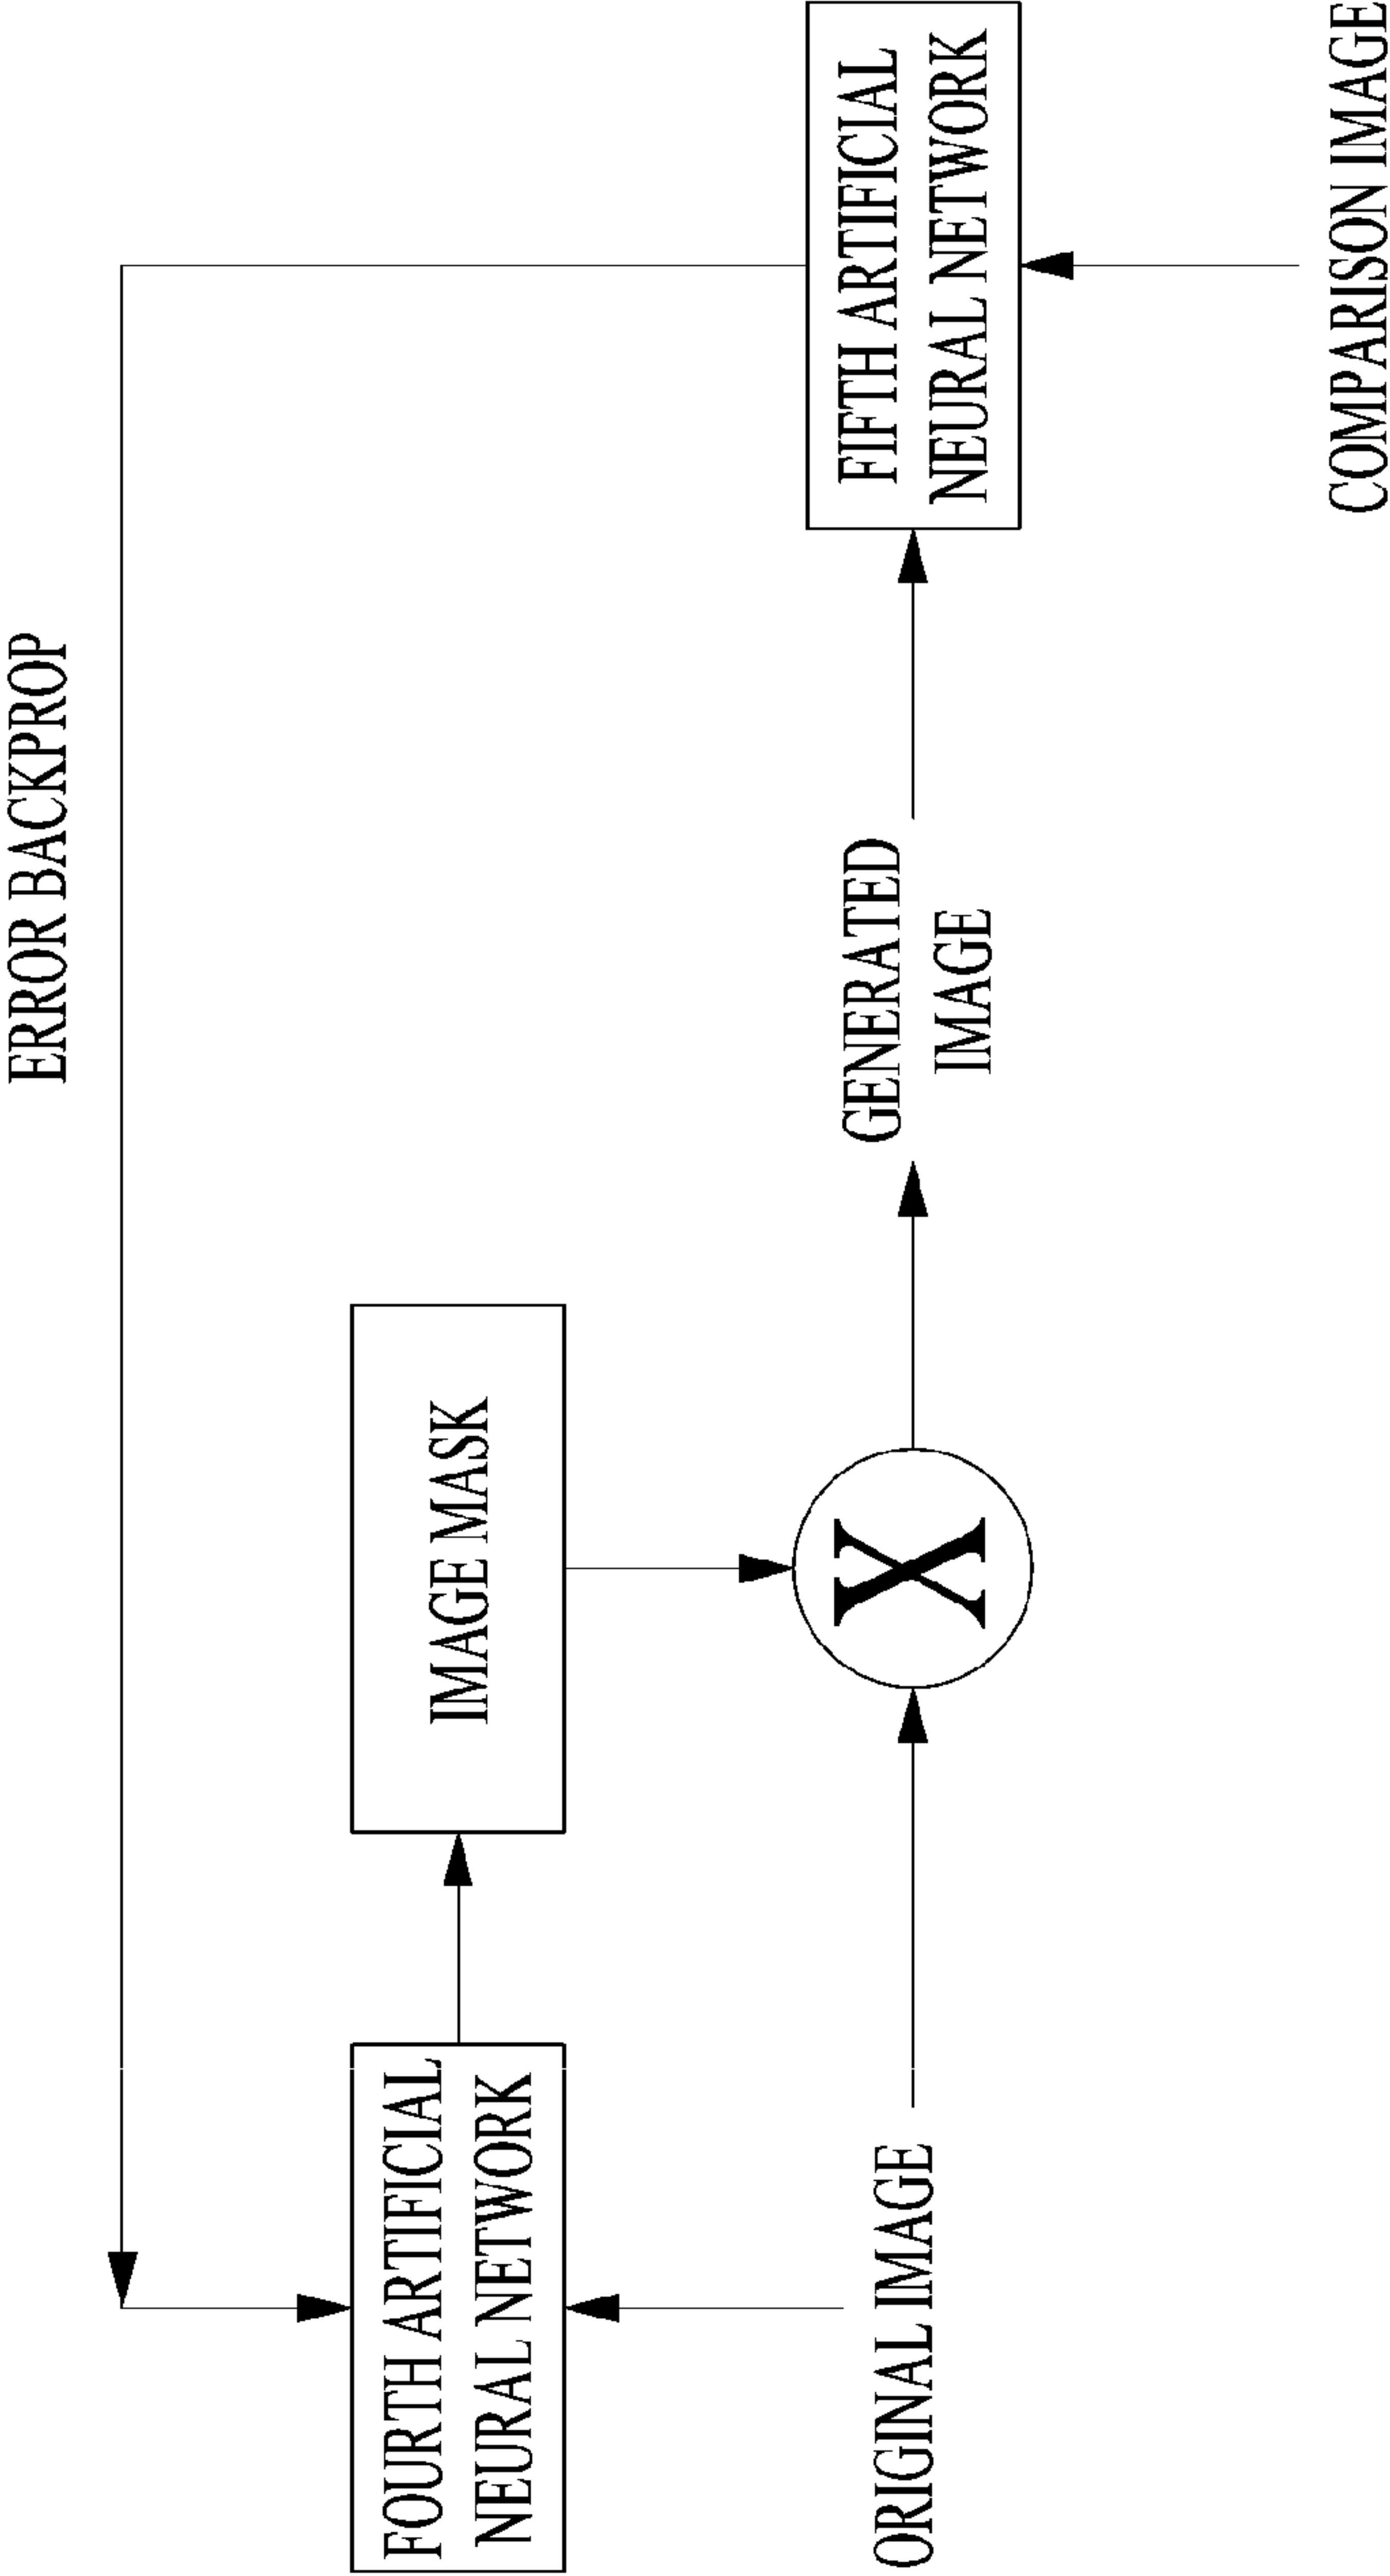 ERROR BACKPROP
FOURTH ARTIFICIAL
NEURAL NETWORK
IMAGE MASK
ORIGINAL IMAGE
X
GENERATED
IMAGE
FIFTH ARTIFICIAL
NEURAL NETWORK
COMPARISON IMAGE